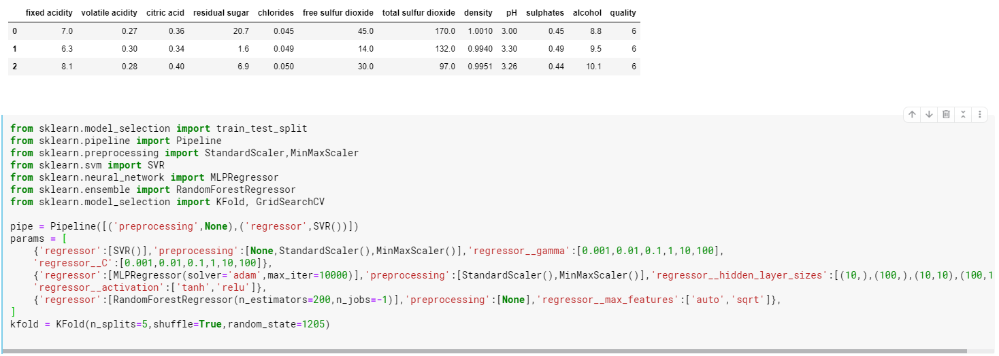 fixed acidity volatile acidity citric acid residual sugar chlorides free sulfur dioxide total sulfur dioxide density pH sulphates alcohol quality
0 7.0 0.27 0.36 20.7 0.045 45.0 170.0 1.0010 3.00 0.45 8.8 6
1 6.3 0.30 0.34 1.6 0.049 14.0 132.0 0.9940 3.30 0.49 9.5 6
2 8.1 0.28 0.40 6.9 0.050 30.0 97.0 0.9951 3.26 0.44 10.1 6
from sklearn.model_selection import train_test_split
from sklearn.pipeline import Pipeline
from sklearn.preprocessing import StandardScaler,MinMaxScaler
from sklearn.svm import SVR
from sklearn.neural_network import MLPRegressor
from sklearn.ensemble import RandomForestRegressor
from sklearn.model_selection import KFold, GridSearchCV
pipe = Pipeline([('preprocessing',None),('regressor',SVR())])
params = [
    {'regressor':[SVR()],'preprocessing':[None,StandardScaler(),MinMaxScaler()],'regressor__gamma':[0.001,0.01,0.1,1,10,100],
    'regressor__C':[0.001,0.01,0.1,1,10,100]},
    {'regressor':[MLPRegressor(solver='adam',max_iter=10000)],'preprocessing':[StandardScaler(),MinMaxScaler()],'regressor__hidden_layer_sizes':[(10,),(100,),(10,10),(100,1
    'regressor__activation':['tanh','relu']},
    {'regressor':[RandomForestRegressor(n_estimators=200,n_jobs=-1)],'preprocessing':[None],'regressor__max_features':['auto','sqrt']},
]
kfold = KFold(n_splits=5,shuffle=True,random_state=1205)